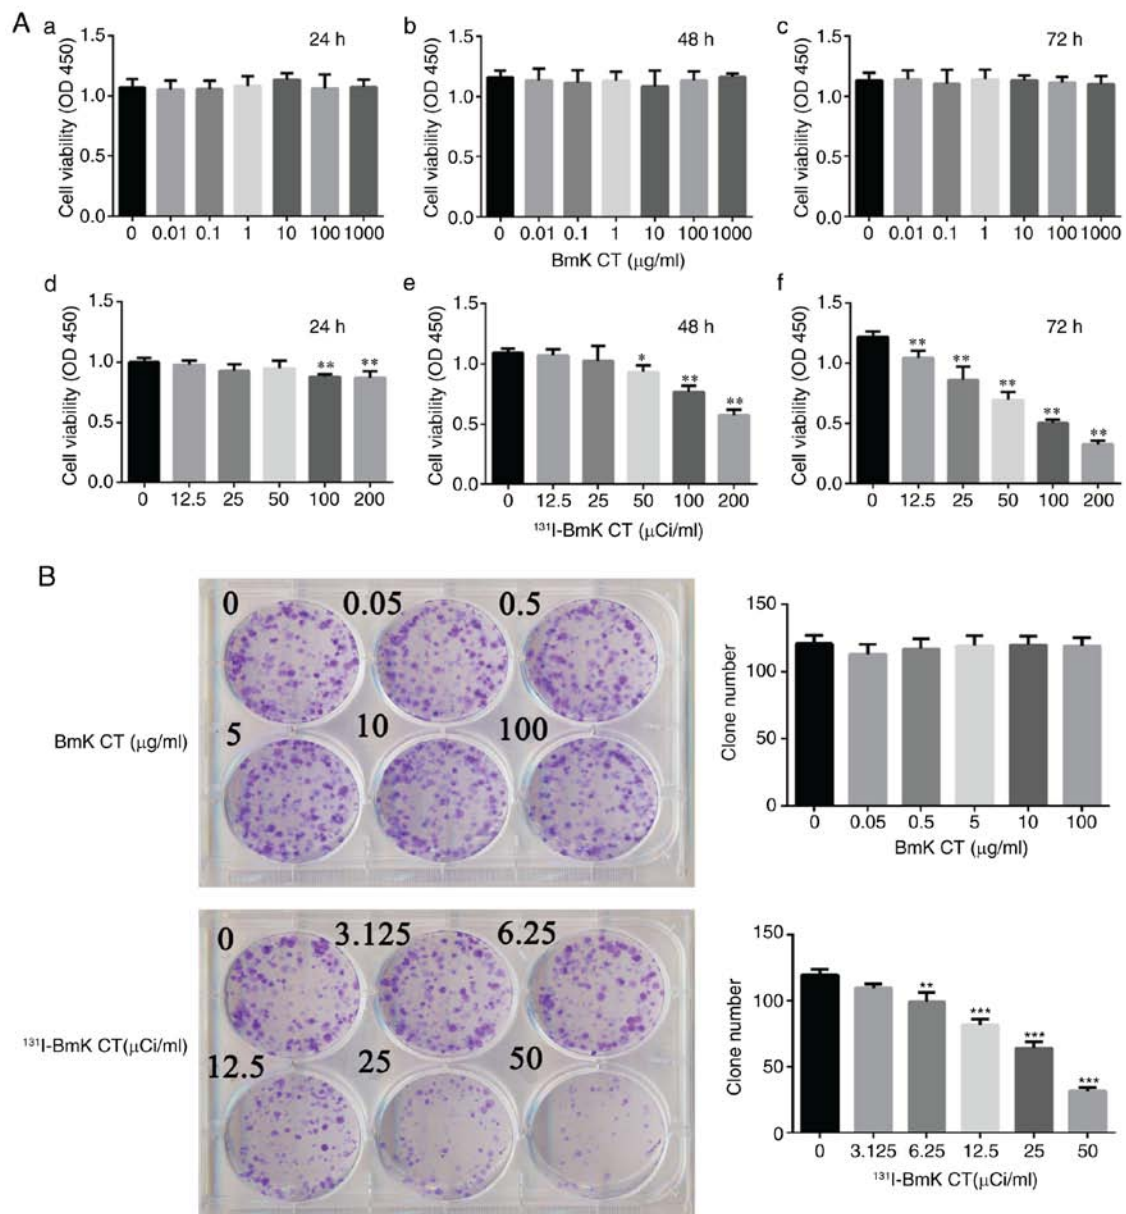 A
a
24 h
Cell viability (OD 450)
1.5
1.0
0.5
0.0
0 0.01 0.1 1 10 100 1000
b
48 h
Cell viability (OD 450)
1.5
1.0
0.5
0.0
0 0.01 0.1 1 10 100 1000
BmK CT (μg/ml)
c
72 h
Cell viability (OD 450)
1.5
1.0
0.5
0.0
0 0.01 0.1 1 10 100 1000
d
24 h
Cell viability (OD 450)
1.5
1.0
0.5
0.0
** **
0 12.5 25 50 100 200
e
48 h
Cell viability (OD 450)
1.5
1.0
0.5
0.0
* ** **
0 12.5 25 50 100 200
¹³¹I-BmK CT (μCi/ml)
f
72 h
Cell viability (OD 450)
1.5
1.0
0.5
0.0
** ** ** ** **
0 12.5 25 50 100 200
B
BmK CT (μg/ml)
0 0.05 0.5
5 10 100
Clone number
150
100
50
0
0 0.05 0.5 5 10 100
BmK CT (μg/ml)
¹³¹I-BmK CT(μCi/ml)
0 3.125 6.25
12.5 25 50
Clone number
150
100
50
0
** *** *** ***
0 3.125 6.25 12.5 25 50
¹³¹I-BmK CT(μCi/ml)